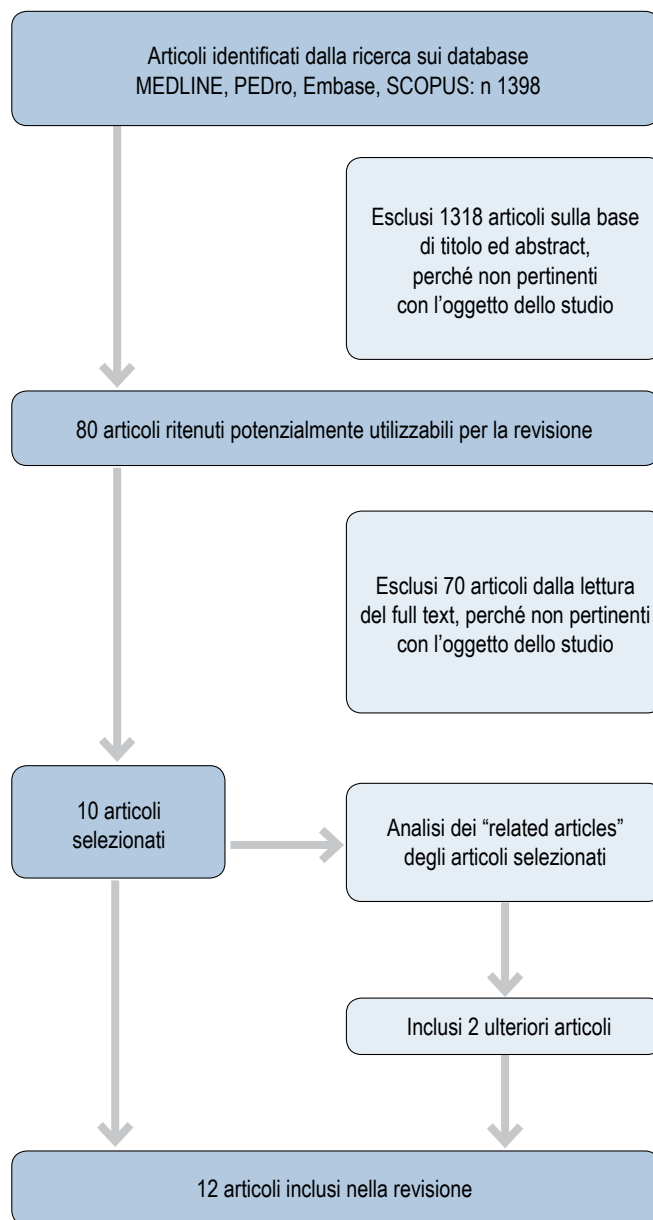 Articoli identificati dalla ricerca sui database
MEDLINE, PEDro, Embase, SCOPUS: n 1398
Esclusi 1318 articoli sulla base
di titolo ed abstract,
perché non pertinenti
con l'oggetto dello studio
80 articoli ritenuti potenzialmente utilizzabili per la revisione
Esclusi 70 articoli dalla lettura
del full text, perché non pertinenti
con l'oggetto dello studio
10 articoli
selezionati
Analisi dei “related articles”
degli articoli selezionati
Inclusi 2 ulteriori articoli
12 articoli inclusi nella revisione